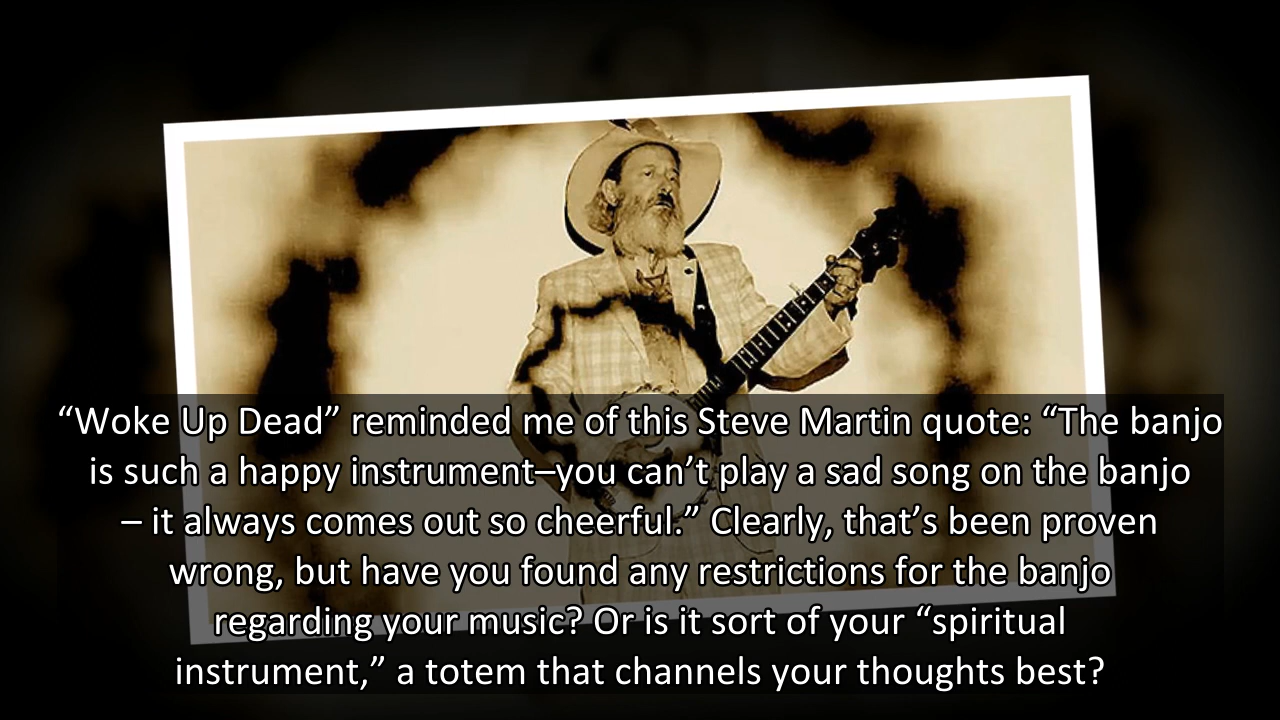 “Woke Up Dead” reminded me of this Steve Martin quote: “The banjo
is such a happy instrument–you can’t play a sad song on the banjo
– it always comes out so cheerful.” Clearly, that’s been proven
wrong, but have you found any restrictions for the banjo
regarding your music? Or is it sort of your “spiritual
instrument,” a totem that channels your thoughts best?